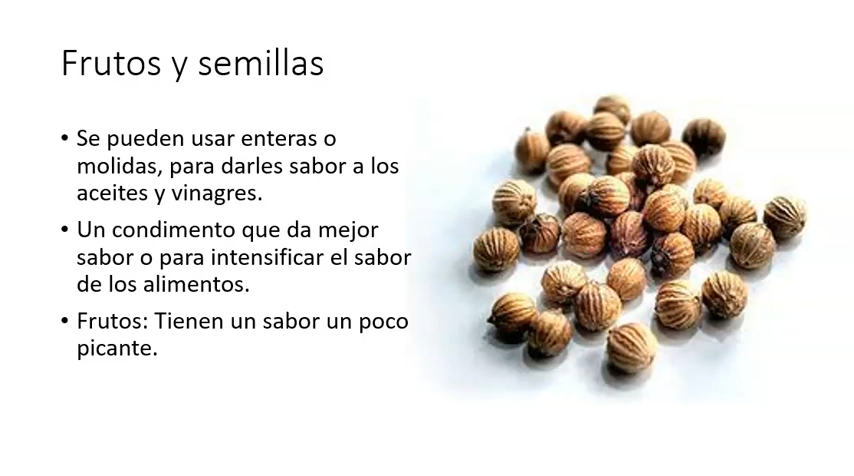 Frutos y semillas
• Se pueden usar enteras o
molidas, para darles sabor a los
aceites y vinagres.
• Un condimento que da mejor
sabor o para intensificar el sabor
de los alimentos.
• Frutos: Tienen un sabor un poco
picante.